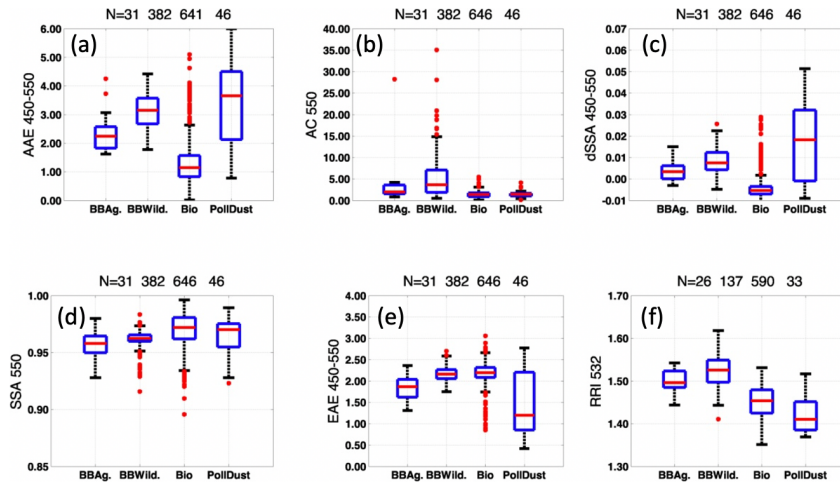 N=31 382 641 46
(a)
AAE 450-550
6.00
5.00
4.00
3.00
2.00
1.00
0.00
BBAg. BBWild. Bio PollDust
N=31 382 646 46
(b)
AC 550
40.00
35.00
30.00
25.00
20.00
15.00
10.00
5.00
0.00
BBAg. BBWild. Bio PollDust
N=31 382 646 46
(c)
dSSA 450-550
0.07
0.06
0.05
0.04
0.03
0.02
0.01
0.00
-0.01
BBAg. BBWild. Bio PollDust
N=31 382 646 46
(d)
SSA 550
1.00
0.95
0.90
0.85
BBAg. BBWild. Bio PollDust
N=31 382 646 46
(e)
EAE 450-550
4.00
3.50
3.00
2.50
2.00
1.50
1.00
0.50
0.00
BBAg. BBWild. Bio PollDust
N=26 137 590 33
(f)
RRI 532
1.70
1.60
1.50
1.40
1.30
BBAg. BBWild. Bio PollDust